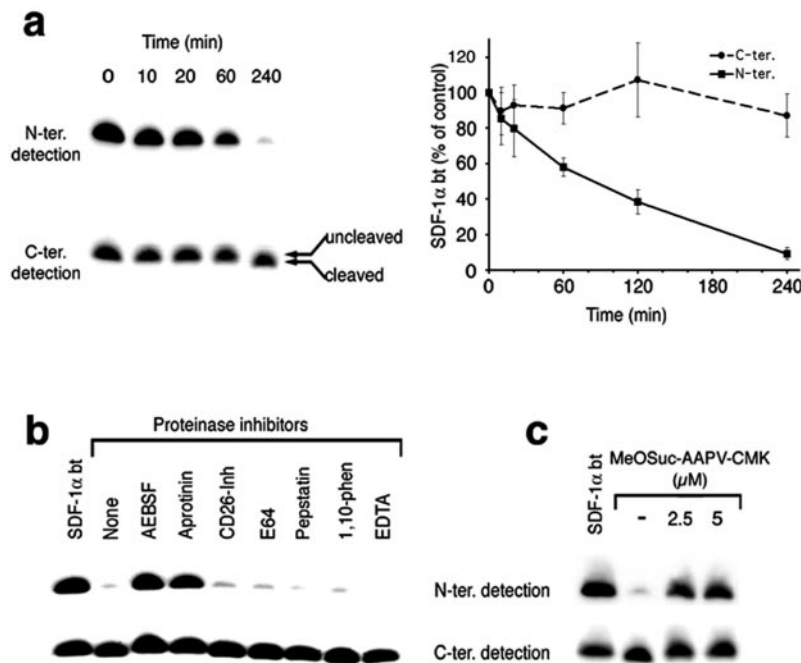 a
Time (min)
0 10 20 60 240
N-ter.
detection
C-ter.
detection
uncleaved
cleaved
SDF-1α bt (% of control)
120
100
80
60
40
20
0
C-ter.
N-ter.
0 60 120 180 240
Time (min)
b
Proteinase inhibitors
SDF-1α bt
None
AEBSF
Aprotinin
CD26-Inh
E64
Pepstatin
1,10-phen
EDTA
c
MeOSuc-AAPV-CMK
(µM)
SDF-1α bt
- 2.5 5
N-ter. detection
C-ter. detection